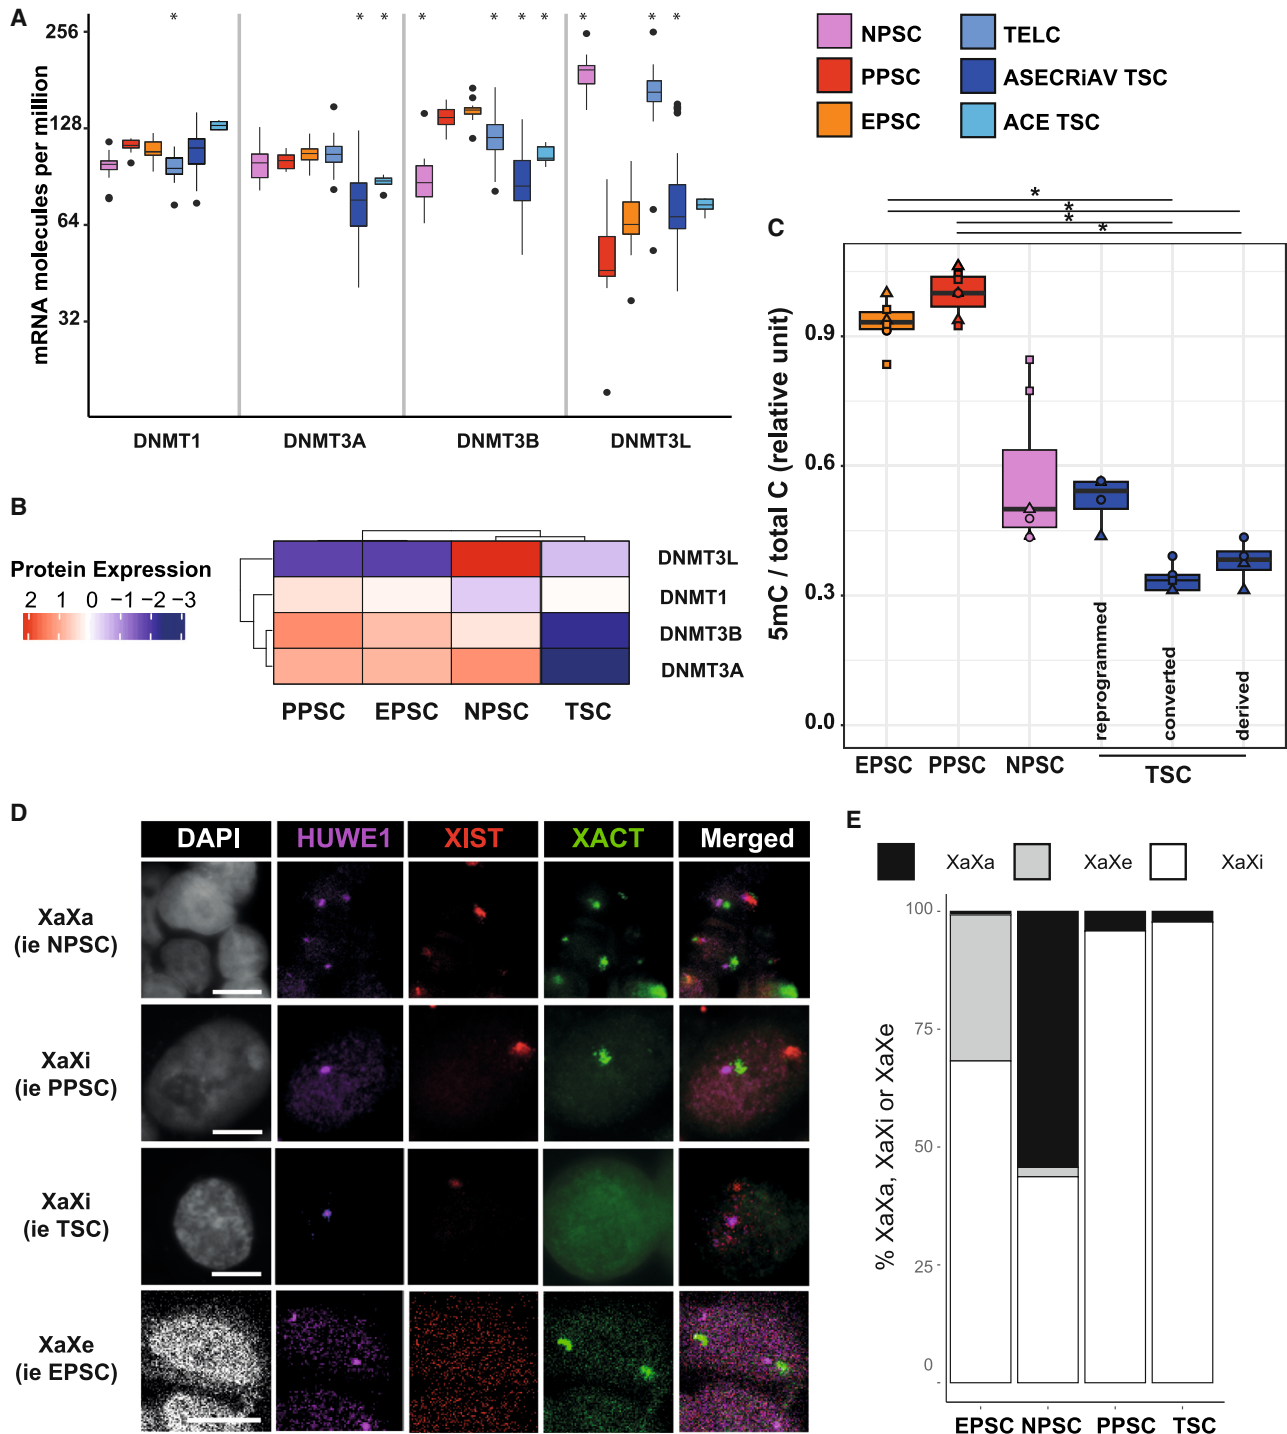 A
256
128
64
32
mRNA molecules per million
* * * * * * * * *
DNMT1 DNMT3A DNMT3B DNMT3L
NPSC TELC
PPSC ASECRiAV TSC
EPSC ACE TSC
B
Protein Expression
2 1 0 −1 −2 −3
DNMT3L
DNMT1
DNMT3B
DNMT3A
PPSC EPSC NPSC TSC
C
*
*
*
*
5mC / total C (relative unit)
0.9
0.6
0.3
0.0
reprogrammed
converted
derived
EPSC PPSC NPSC
TSC
D
DAPI HUWE1 XIST XACT Merged
XaXa
(ie NPSC)
XaXi
(ie PPSC)
XaXi
(ie TSC)
XaXe
(ie EPSC)
E
XaXa XaXe XaXi
% XaXa, XaXi or XaXe
100
75
50
25
0
EPSC NPSC PPSC TSC